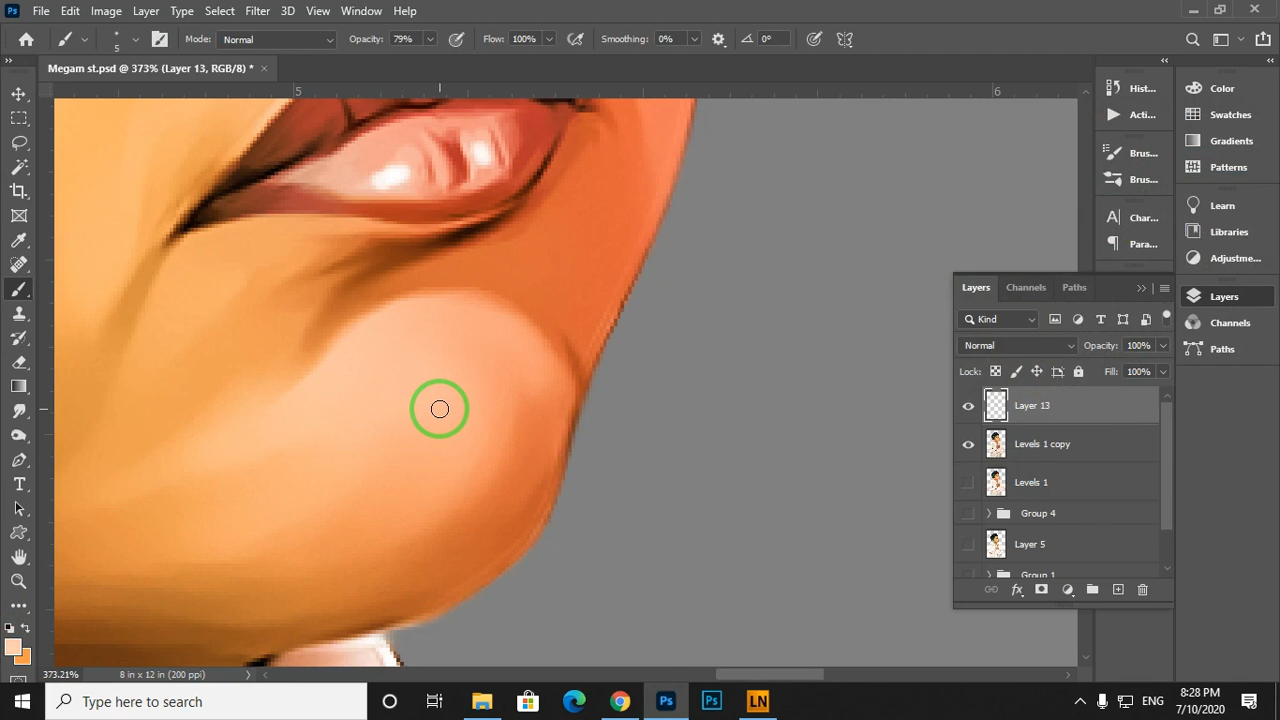 Ps File Edit Image Layer Type Select Filter 3D View Window Help
5 Mode: Normal Opacity: 79% Flow: 100% Smoothing: 0% 0°
Megam st.psd @ 373% (Layer 13, RGB/8) * ×
5 6
Hist...
Acti...
Brus...
Brus...
Char...
Para...
Color
Swatches
Gradients
Patterns
Learn
Libraries
Adjustme...
Layers
Channels
Paths
Layers Channels Paths
Kind
Normal Opacity: 100%
Lock: Fill: 100%
Layer 13
Levels 1 copy
Levels 1
Group 4
Layer 5
Group 1
fx
373.21% 8 in x 12 in (200 ppi)
Type here to search
Ps Ps LN
ENG
8:28 PM
7/10/2020